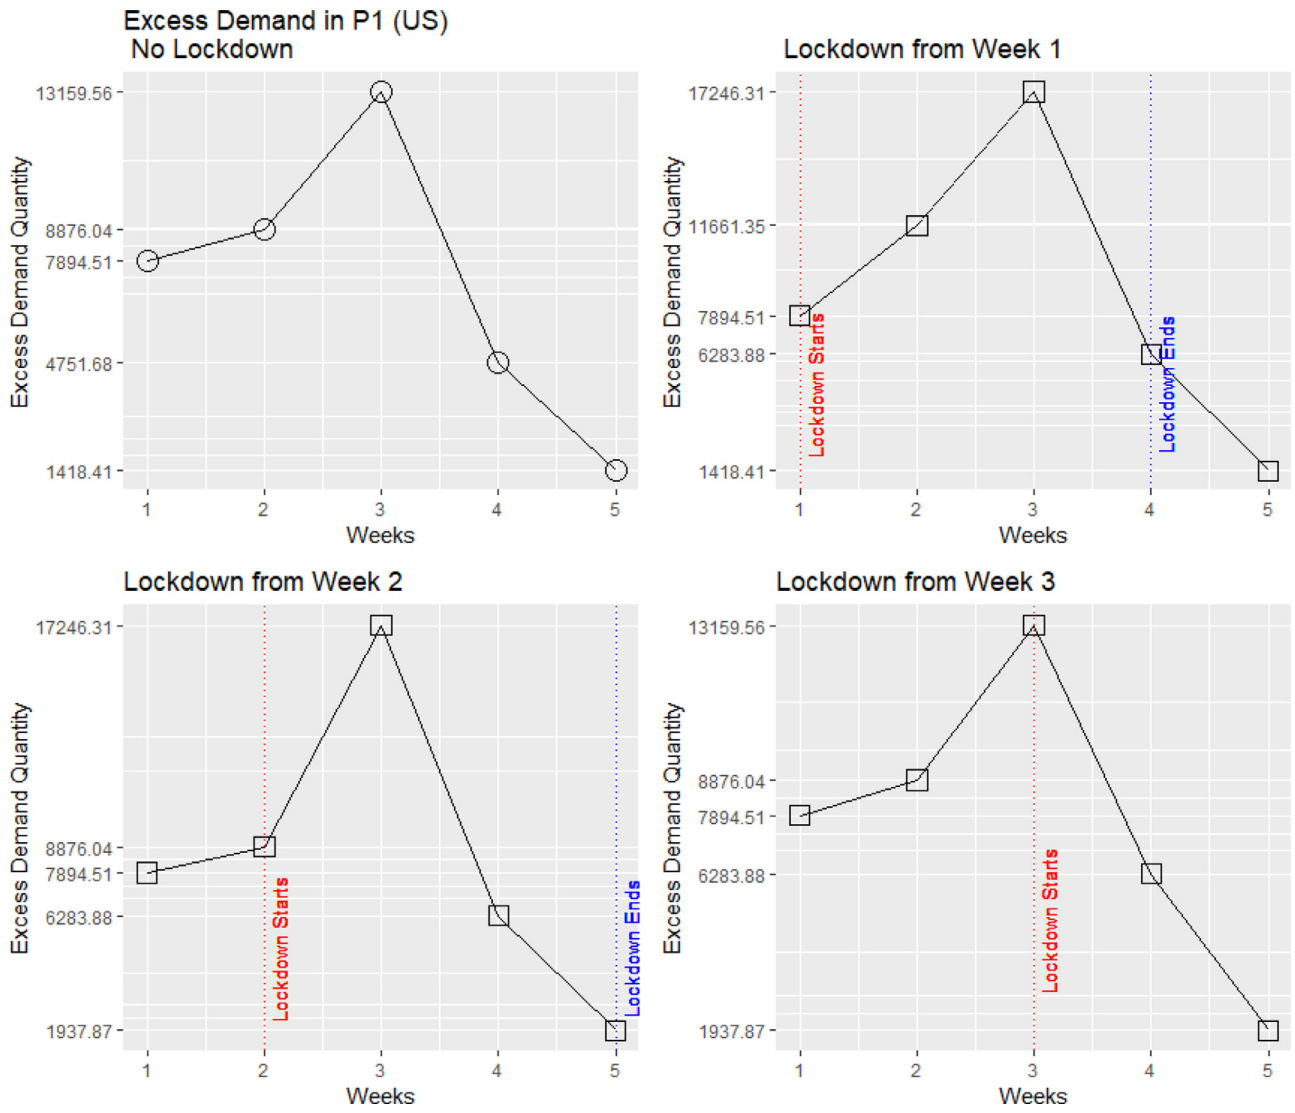 Excess Demand in P1 (US)
No Lockdown
Excess Demand Quantity
13159.56
8876.04
7894.51
4751.68
1418.41
1 2 3 4 5
Weeks
Lockdown from Week 1
Excess Demand Quantity
17246.31
11661.35
7894.51
6283.88
1418.41
Lockdown Starts
Lockdown Ends
1 2 3 4 5
Weeks
Lockdown from Week 2
Excess Demand Quantity
17246.31
8876.04
7894.51
6283.88
1937.87
Lockdown Starts
Lockdown Ends
1 2 3 4 5
Weeks
Lockdown from Week 3
Excess Demand Quantity
13159.56
8876.04
7894.51
6283.88
1937.87
Lockdown Starts
1 2 3 4 5
Weeks